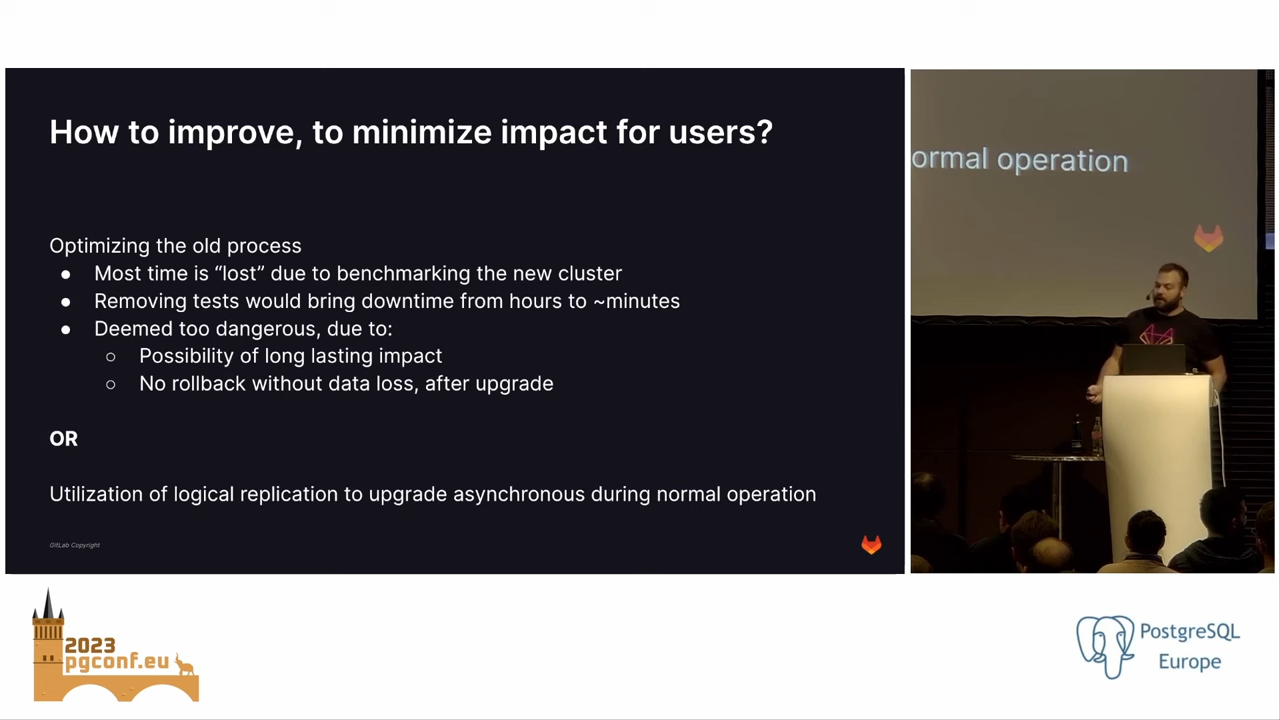 How to improve, to minimize impact for users?
Optimizing the old process
● Most time is “lost” due to benchmarking the new cluster
● Removing tests would bring downtime from hours to ~minutes
● Deemed too dangerous, due to:
○ Possibility of long lasting impact
○ No rollback without data loss, after upgrade
OR
Utilization of logical replication to upgrade asynchronous during normal operation
GitLab Copyright
ormal operation
2023
pgconf.eu
PostgreSQL
Europe